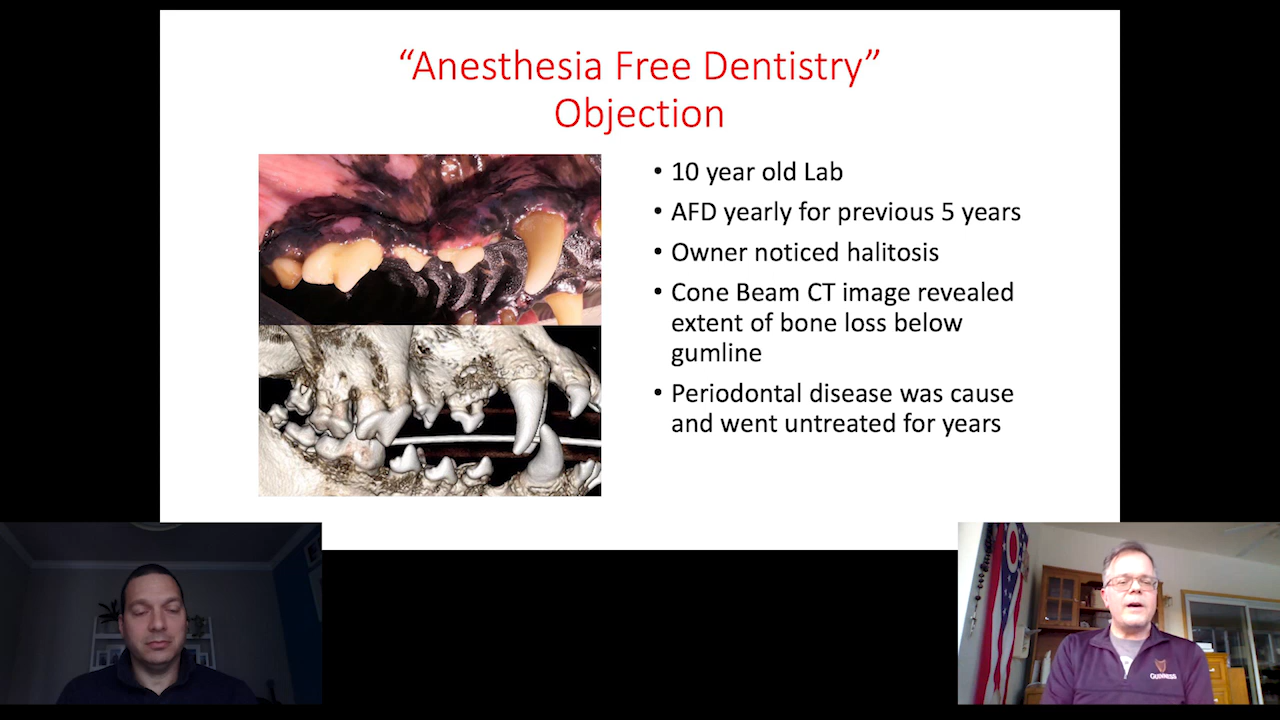 “Anesthesia Free Dentistry”
Objection
• 10 year old Lab
• AFD yearly for previous 5 years
• Owner noticed halitosis
• Cone Beam CT image revealed
extent of bone loss below
gumline
• Periodontal disease was cause
and went untreated for years
GUINNESS